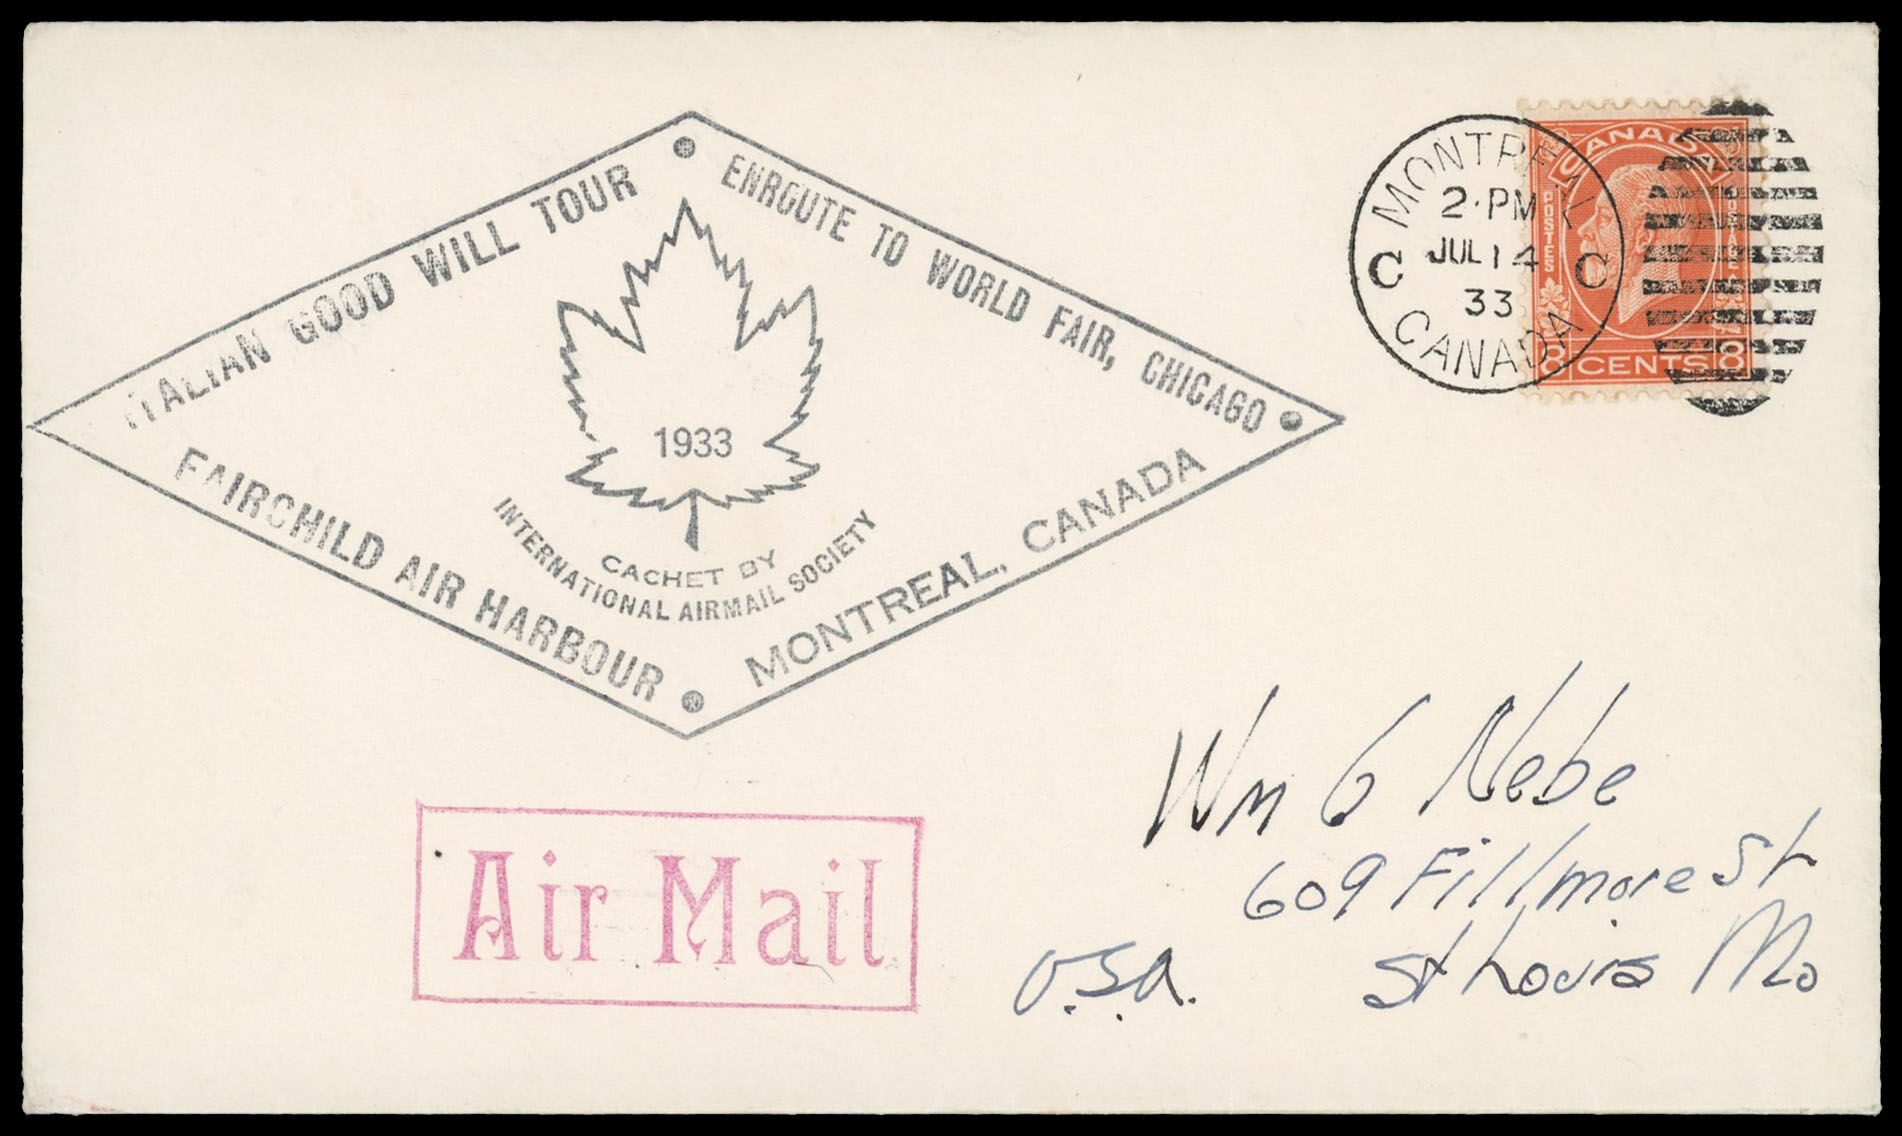 ITALIAN GOOD WILL TOUR
ENROUTE TO WORLD FAIR, CHICAGO
1933
CACHET BY
INTERNATIONAL AIRMAIL SOCIETY
FAIRCHILD AIR HARBOUR
MONTREAL, CANADA
MONTREAL
2·PM
JUL 14
33
C C
CANADA
CANADA
POSTES
POSTAGE
8 CENTS 8
Air Mail
Wm G Nebe
609 Fillmore St
St Louis Mo
U.S.A.